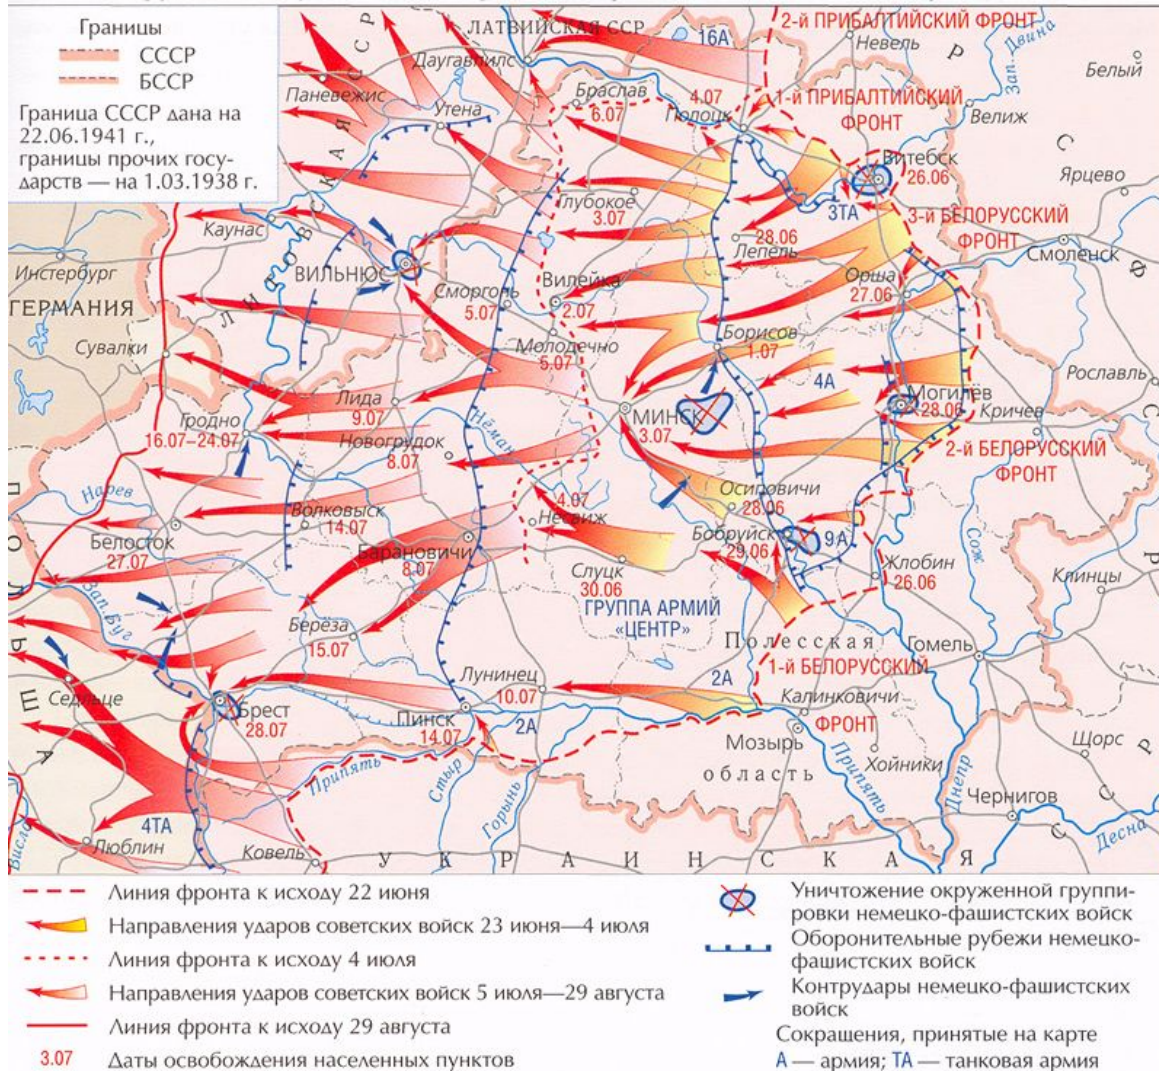 Границы
СССР
БССР
Граница СССР дана на
22.06.1941 г.,
границы прочих госу-
дарств — на 1.03.1938 г.
ЛАТВИЙСКАЯ ССР
16А
2-й ПРИБАЛТИЙСКИЙ ФРОНТ
Невель
Зап. Двина
Белый
Даугавпилс
Паневежис
Утена
Браслав
6.07
4.07
Полоцк
1-й ПРИБАЛТИЙСКИЙ
ФРОНТ
Велиж
Витебск
26.06
Ярцево
Глубокое
3.07
3ТА
3-й БЕЛОРУССКИЙ
ФРОНТ
Каунас
28.06
Лепель
Смоленск
Инстербург
ВИЛЬНЮС
Вилейка
2.07
Орша
27.06
ГЕРМАНИЯ
ЛИТОВСКАЯ ССР
Сморгонь
5.07
Сувалки
Молодечно
5.07
Борисов
1.07
4А
Рославль
Лида
9.07
Неман
МИНСК
3.07
Могилёв
28.06
Кричев
Гродно
16.07–24.07
Новогрудок
8.07
2-й БЕЛОРУССКИЙ
ФРОНТ
Нарев
Осиповичи
28.06
Волковыск
14.07
4.07
Несвиж
Белосток
27.07
Барановичи
8.07
Бобруйск
29.06
9А
Сож
Слуцк
30.06
Жлобин
26.06
Клинцы
Зап. Буг
ГРУППА АРМИЙ
«ЦЕНТР»
Берёза
15.07
Полесская
Гомель
1-й БЕЛОРУССКИЙ
ПОЛЬША
Седльце
Лунинец
10.07
2А
Калинковичи
ФРОНТ
Брест
28.07
Пинск
14.07
2А
Мозырь
Щорс
Хойники
область
Припять
Стыр
Горынь
Припять
Днепр
Чернигов
4ТА
Люблин
Ковель
Висла
Десна
УКРАИНСКАЯ ССР
РСФСР
Линия фронта к исходу 22 июня
Направления ударов советских войск 23 июня—4 июля
Линия фронта к исходу 4 июля
Направления ударов советских войск 5 июля—29 августа
Линия фронта к исходу 29 августа
3.07 Даты освобождения населенных пунктов
Уничтожение окруженной группи-
ровки немецко-фашистских войск
Оборонительные рубежи немецко-
фашистских войск
Контрудары немецко-фашистских
войск
Сокращения, принятые на карте
А — армия; ТА — танковая армия